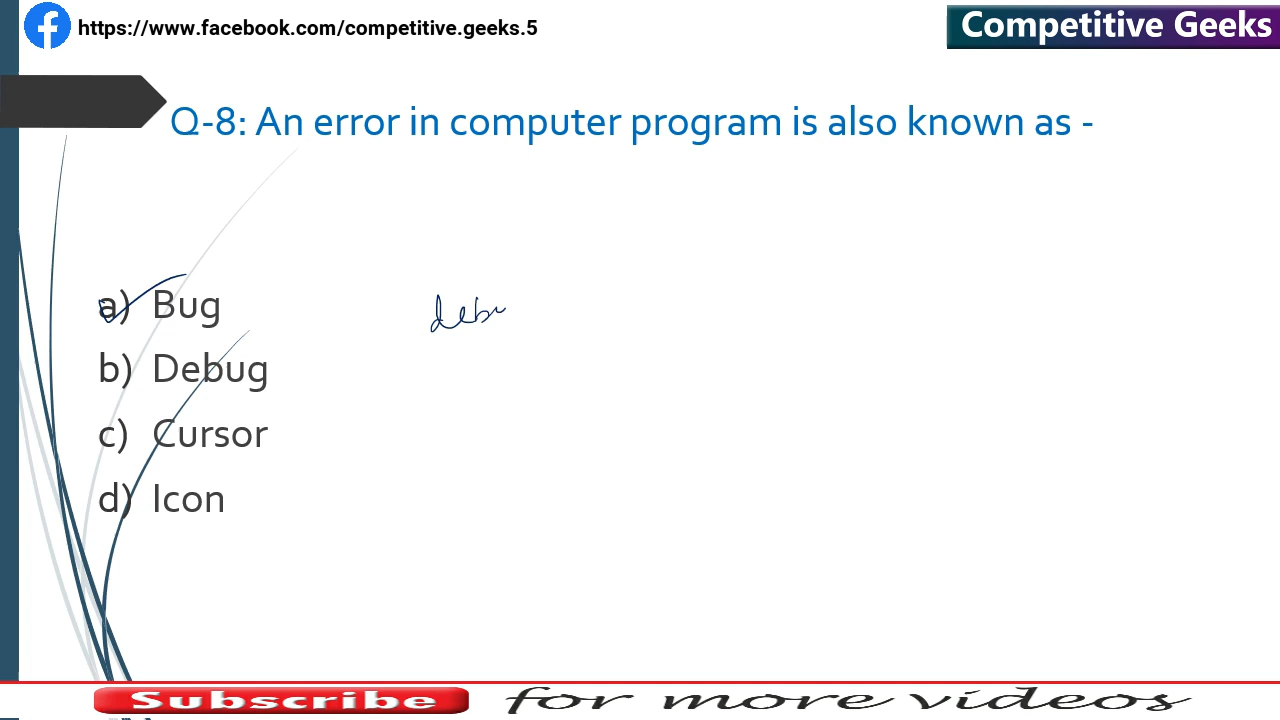 https://www.facebook.com/competitive.geeks.5
Competitive Geeks
Q-8: An error in computer program is also known as -
a) Bug
debu
b) Debug
c) Cursor
d) Icon
Subscribe for more videos